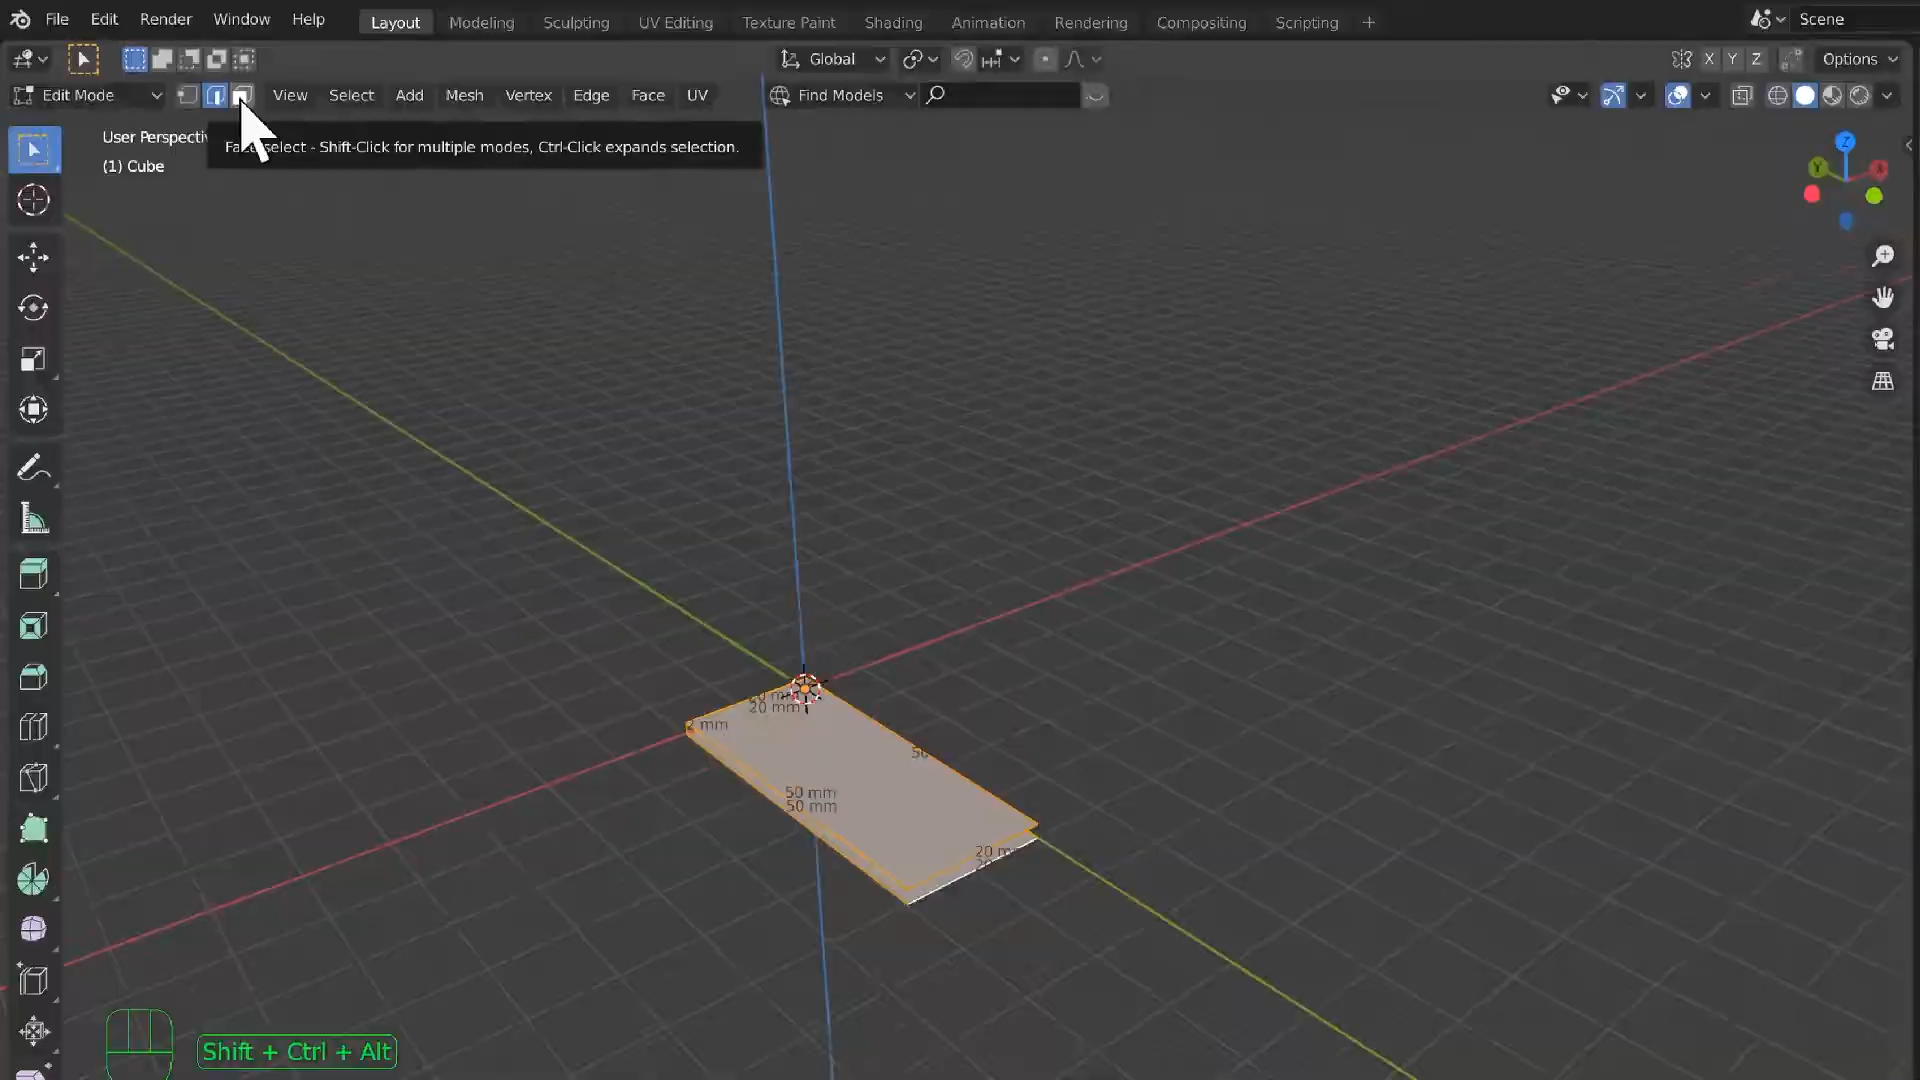 File Edit Render Window Help Layout Modeling Sculpting UV Editing Texture Paint Shading Animation Rendering Compositing Scripting + Scene
Global X Y Z Options
Edit Mode View Select Add Mesh Vertex Edge Face UV Find Models
User Perspectiv
(1) Cube
select - Shift-Click for multiple modes, Ctrl-Click expands selection.
Z
Y X
20 mm
2 mm
50 mm
50 mm
20 m
Shift + Ctrl + Alt